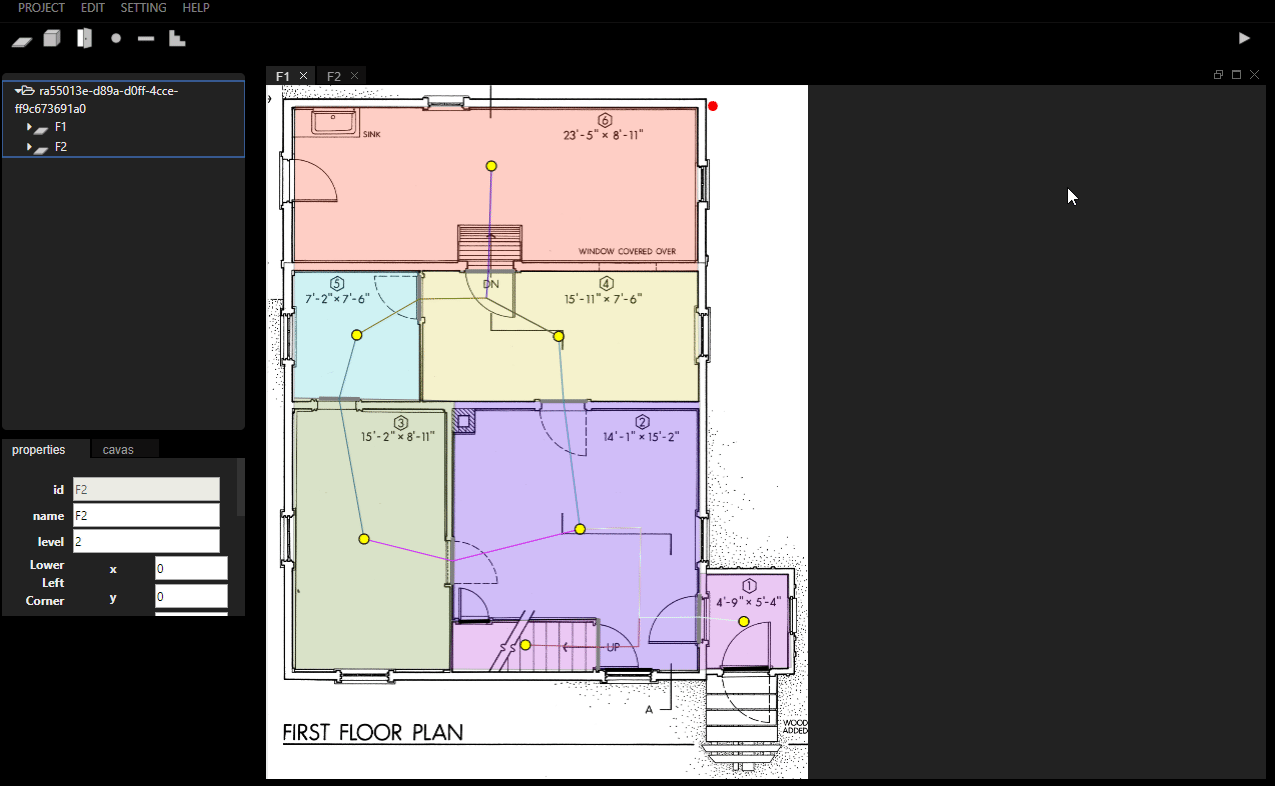 PROJECT EDIT SETTING HELP
F1 F2
ra55013e-d89a-d0ff-4cce-
ff9c673691a0
F1
F2
properties cavas
id F2
name F2
level 2
Lower
Left
Corner
x 0
y 0
6
23'-5" × 8'-11"
SINK
WINDOW COVERED OVER
5
7'-2" × 7'-6"
DN
4
15'-11" × 7'-6"
3
15'-2" × 8'-11"
2
14'-1" × 15'-2"
1
4'-9" × 5'-4"
UP
A
FIRST FLOOR PLAN
WOOD
ADDED